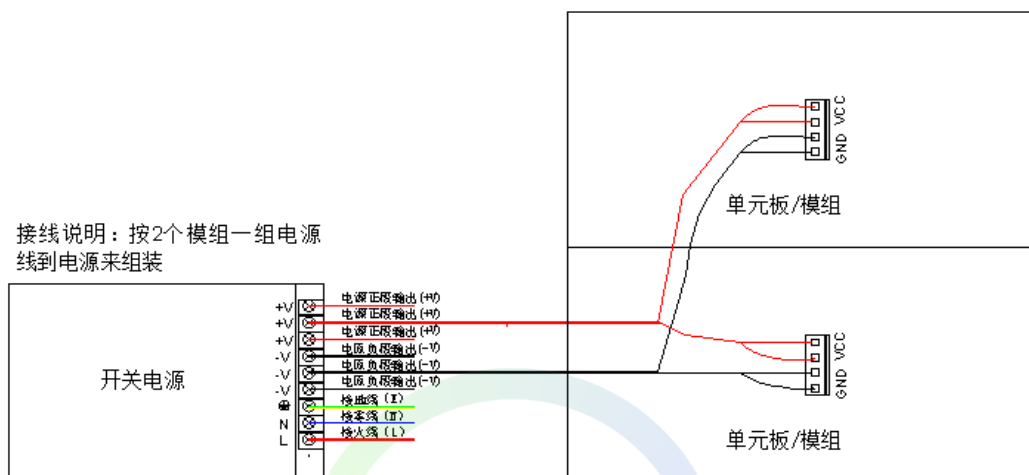 VCC
GND
单元板/模组
接线说明：按2个模组一组电源
线到电源来组装
开关电源
+V 电源正极输出(+V)
+V 电源正极输出(+V)
+V 电源正极输出(+V)
-V 电原负极输出(-V)
-V 电原负极输出(-V)
-V 电原负极输出(-V)
接地线(E)
N 接零线(N)
L 接火线(L)
VCC
GND
单元板/模组